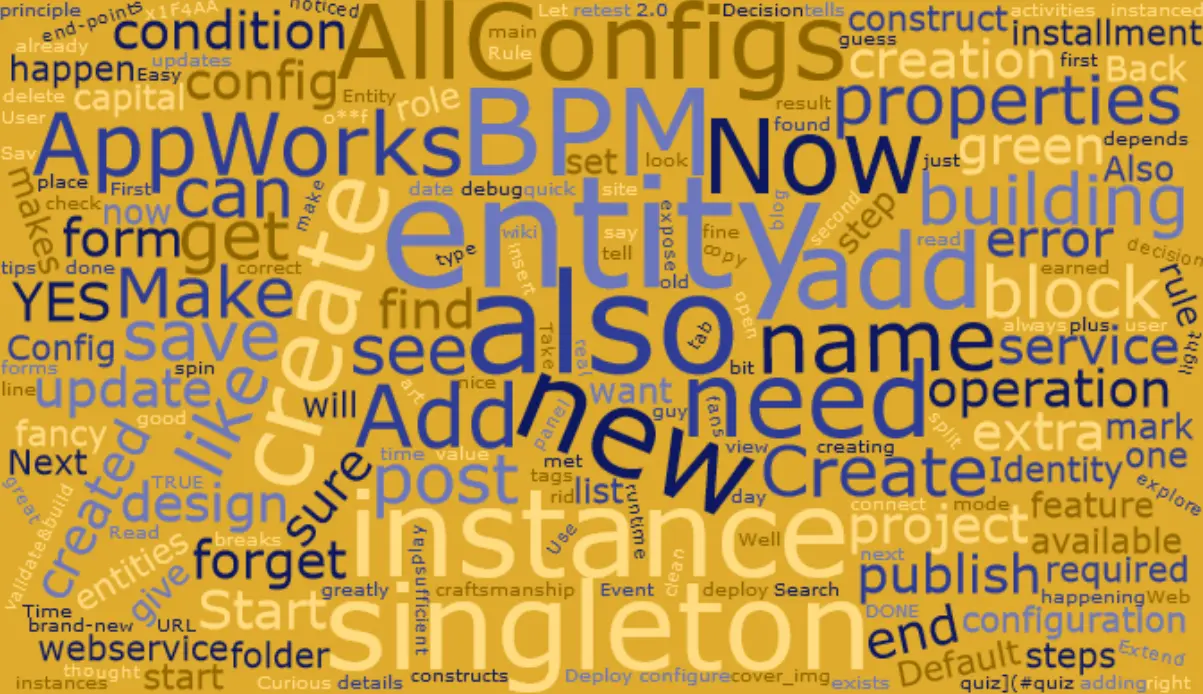 principle
end-points
x1F4AA
noticed
Let retest 2.0
Decision
tells
construct
activities
instanced
already
updates
condition
AllConfigs
main
Rule
guess
installment
happen
Easy
config
creation
first
Back
delete
capital
Entity
role
o**f
BPM
result
found
properties
User
AppWorks
set
look
Now
just
green
depends
Sav
place
First
can
make
date
debug
quick
site
Also
makes
check
now
form
get
create
entity
wiki
insert
type
say
tell
expose
old
fine
copy
blog
second
step
building
read
error
decision
tips
done
correct
YES
Make
find
also
tab
open
add
block
earned
rule
Config
save
see
Take
real
bit
name
always
plus
user
service
light
forms
spin
line
update
like
will
art
nice
Add
new
panel
want
guy
need
fans
operation
fancy
good
created
sure
time
value
met
view
creating
split
extra
mark
Next
great
TRUE
design
post
tags
rid
list
runtime
day
Create
Identity
one
explore
validate&build
Read
breaks
entities
give
forget
instance
Use
Well
connect
mode
project
feature
available
display
insufficient
greatly
craftsmanship
Event
clean
deploy
Search
next
publish
required
happening
Web
Time
brand-new
URL
Start
singleton
DONE
end
configuration
webservice
folder
Default
steps
Extend
thought
instances
start
Curious
details
constructs
Deploy
configure
cover_img
exists
quiz](#quiz
adding
right